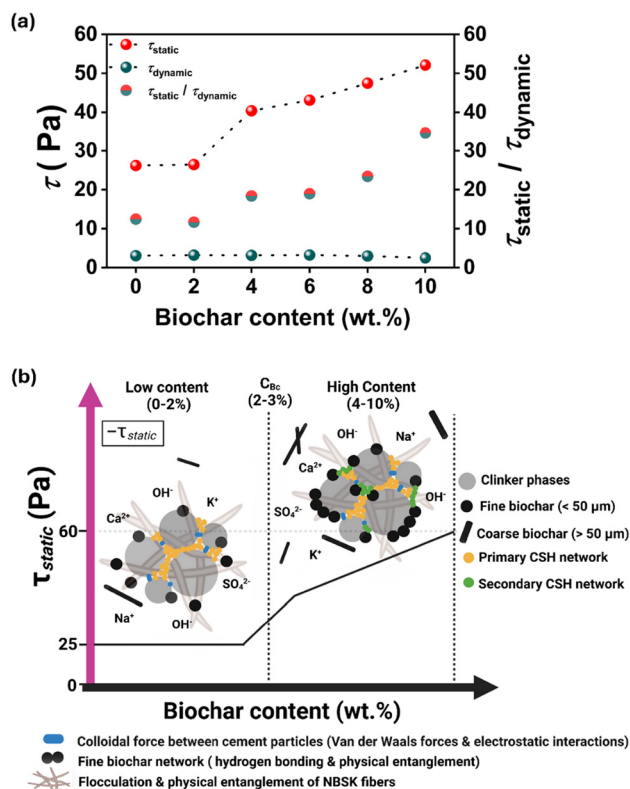 (a)
60
50
40
30
20
10
0
τ ( Pa)
τstatic
τdynamic
τstatic / τdynamic
60
50
40
30
20
10
0
τstatic / τdynamic
0 2 4 6 8 10
Biochar content (wt.%)
(b)
Low content
(0-2%)
CBc
(2-3%)
High Content
(4-10%)
−τstatic
OH-
Na+
Ca2+
OH-
K+
Ca2+
OH-
SO42-
K+
SO42-
Na+
OH-
τstatic (Pa)
60
25
0
Clinker phases
Fine biochar (< 50 µm)
Coarse biochar (> 50 µm)
Primary CSH network
Secondary CSH network
Biochar content (wt.%)
Colloidal force between cement particles (Van der Waals forces & electrostatic interactions)
Fine biochar network ( hydrogen bonding & physical entanglement)
Flocculation & physical entanglement of NBSK fibers